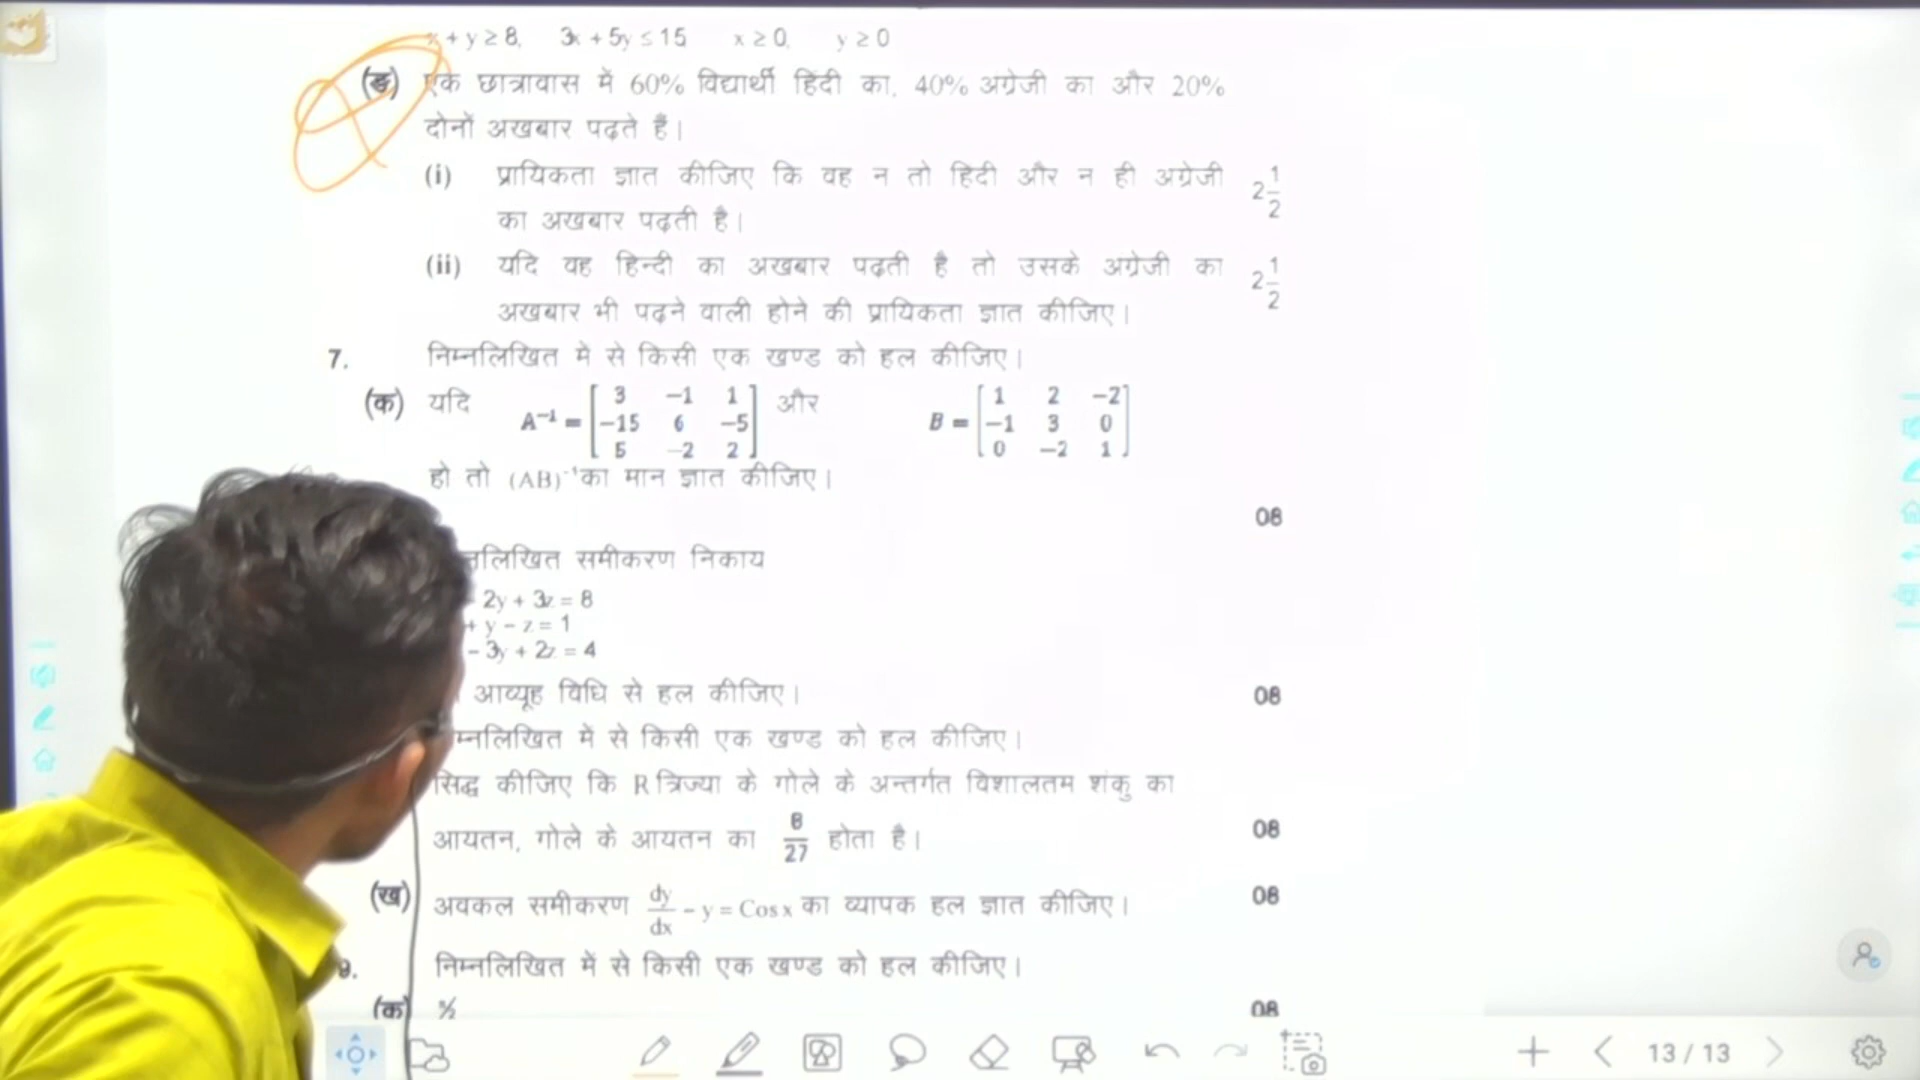 + y ≥ 8, 3x + 5y ≤ 15 x ≥ 0, y ≥ 0
(ङ) एक छात्रावास में 60% विद्यार्थी हिंदी का, 40% अंग्रेजी का और 20%
दोनों अखबार पढ़ते हैं।
(i) प्रायिकता ज्ञात कीजिए कि वह न तो हिंदी और न ही अंग्रेजी 2 1/2
का अखबार पढ़ती है।
(ii) यदि वह हिन्दी का अखबार पढ़ती है तो उसके अंग्रेजी का 2 1/2
अखबार भी पढ़ने वाली होने की प्रायिकता ज्ञात कीजिए।
7. निम्नलिखित में से किसी एक खण्ड को हल कीजिए।
(क) यदि A⁻¹ = [3 −1 1; −15 6 −5; 5 −2 2] और B = [1 2 −2; −1 3 0; 0 −2 1]
हो तो (AB)⁻¹ का मान ज्ञात कीजिए।
08
लिखित समीकरण निकाय
2y + 3z = 8
+ y − z = 1
− 3y + 2z = 4
आव्यूह विधि से हल कीजिए। 08
म्नलिखित में से किसी एक खण्ड को हल कीजिए।
सिद्ध कीजिए कि R त्रिज्या के गोले के अन्तर्गत विशालतम शंकु का
आयतन, गोले के आयतन का 8/27 होता है। 08
(ख) अवकल समीकरण dy/dx − y = Cosx का व्यापक हल ज्ञात कीजिए। 08
9. निम्नलिखित में से किसी एक खण्ड को हल कीजिए।
(क) 08
13 / 13